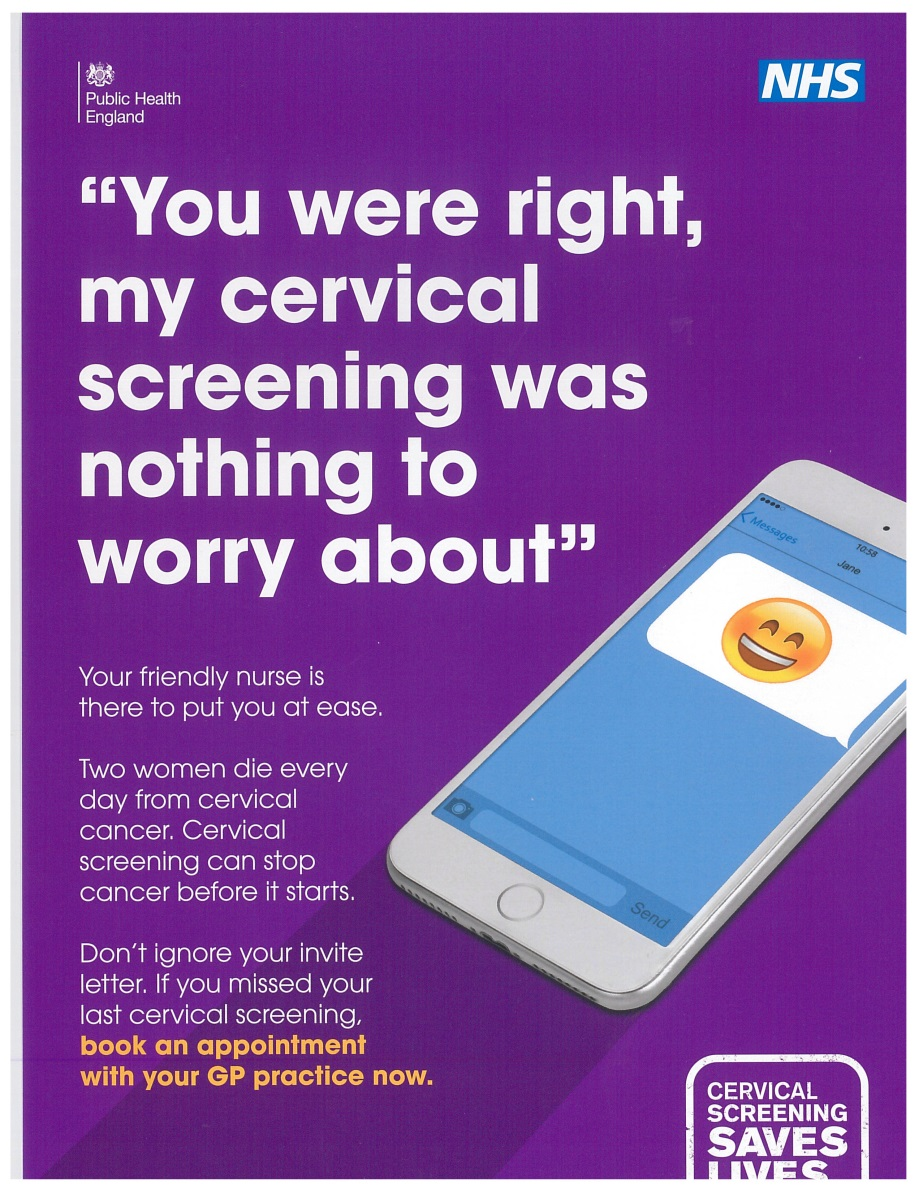 Public Health
England
NHS
“You were right,
my cervical
screening was
nothing to
worry about”
Messages
10:58
Jane
Your friendly nurse is
there to put you at ease.
Two women die every
day from cervical
cancer. Cervical
screening can stop
cancer before it starts.
Send
Don’t ignore your invite
letter. If you missed your
last cervical screening,
book an appointment
with your GP practice now.
CERVICAL
SCREENING
SAVES
LIVES